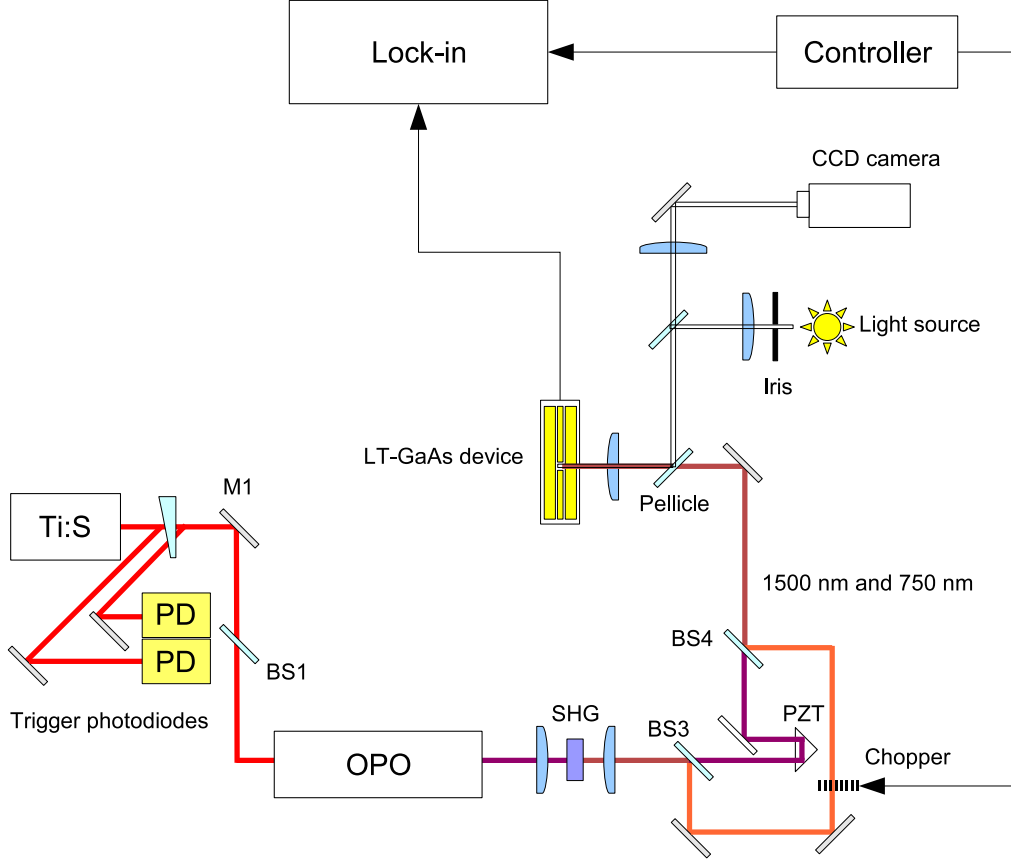 Lock-in
Controller
CCD camera
Light source
Iris
LT-GaAs device
Pellicle
M1
Ti:S
1500 nm and 750 nm
PD
BS4
PD
BS1
Trigger photodiodes
SHG
BS3
PZT
OPO
Chopper